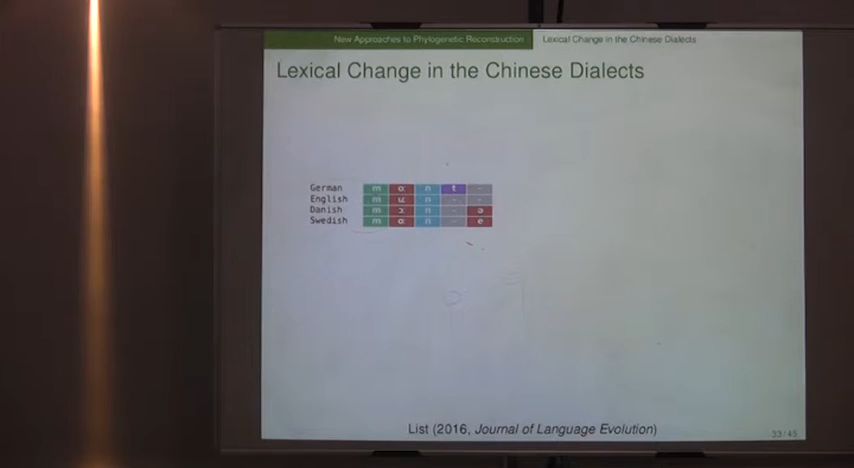 New Approaches to Phylogenetic Reconstruction Lexical Change in the Chinese Dialects
Lexical Change in the Chinese Dialects
German m ɑ n t -
English m n - -
Danish m ɔ n - ə
Swedish m ɑ n - e
List (2016, Journal of Language Evolution)
33/45